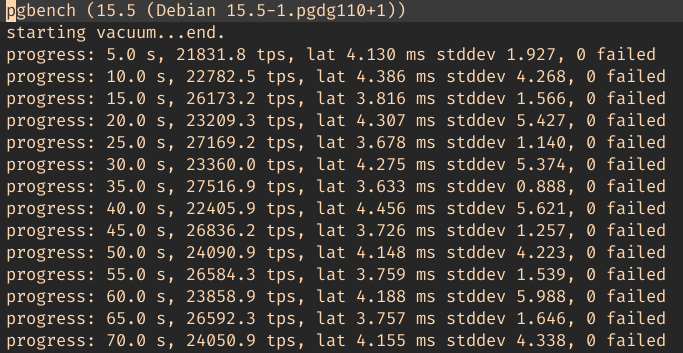 pgbench (15.5 (Debian 15.5-1.pgdg110+1))
starting vacuum...end.
progress: 5.0 s, 21831.8 tps, lat 4.130 ms stddev 1.927, 0 failed
progress: 10.0 s, 22782.5 tps, lat 4.386 ms stddev 4.268, 0 failed
progress: 15.0 s, 26173.2 tps, lat 3.816 ms stddev 1.566, 0 failed
progress: 20.0 s, 23209.3 tps, lat 4.307 ms stddev 5.427, 0 failed
progress: 25.0 s, 27169.2 tps, lat 3.678 ms stddev 1.140, 0 failed
progress: 30.0 s, 23360.0 tps, lat 4.275 ms stddev 5.374, 0 failed
progress: 35.0 s, 27516.9 tps, lat 3.633 ms stddev 0.888, 0 failed
progress: 40.0 s, 22405.9 tps, lat 4.456 ms stddev 5.621, 0 failed
progress: 45.0 s, 26836.2 tps, lat 3.726 ms stddev 1.257, 0 failed
progress: 50.0 s, 24090.9 tps, lat 4.148 ms stddev 4.223, 0 failed
progress: 55.0 s, 26584.3 tps, lat 3.759 ms stddev 1.539, 0 failed
progress: 60.0 s, 23858.9 tps, lat 4.188 ms stddev 5.988, 0 failed
progress: 65.0 s, 26592.3 tps, lat 3.757 ms stddev 1.646, 0 failed
progress: 70.0 s, 24050.9 tps, lat 4.155 ms stddev 4.338, 0 failed